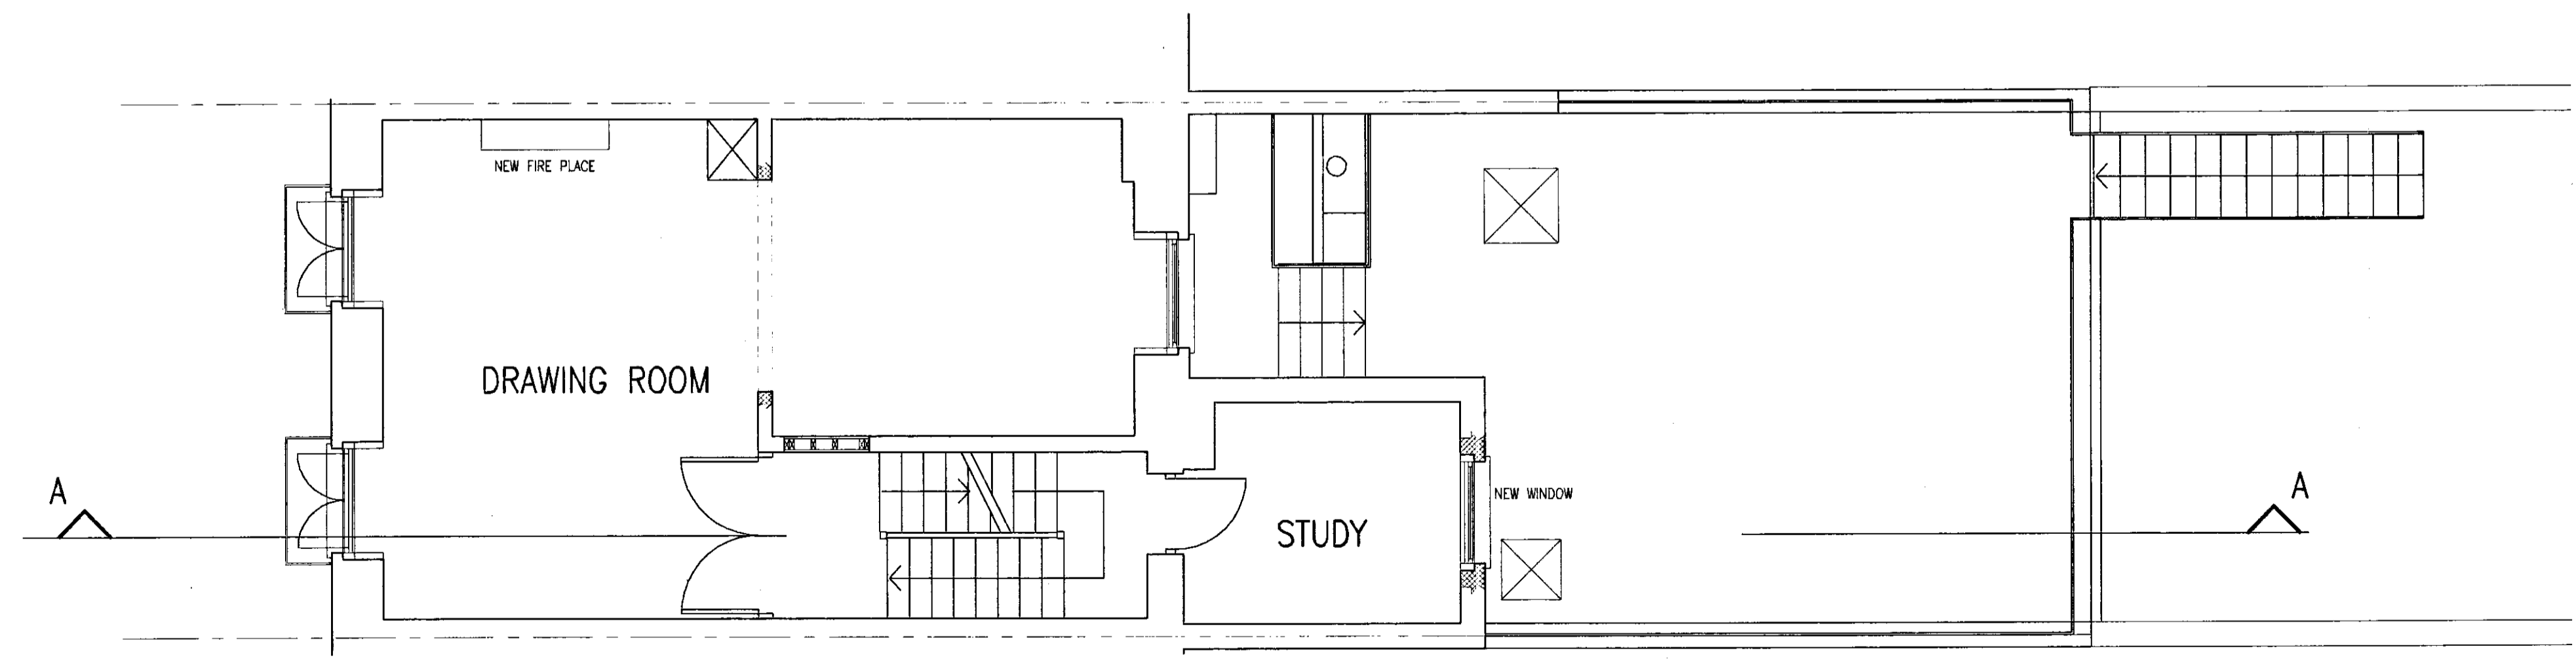 NEW FIRE PLACE
DRAWING ROOM
A
STUDY
NEW WINDOW
A